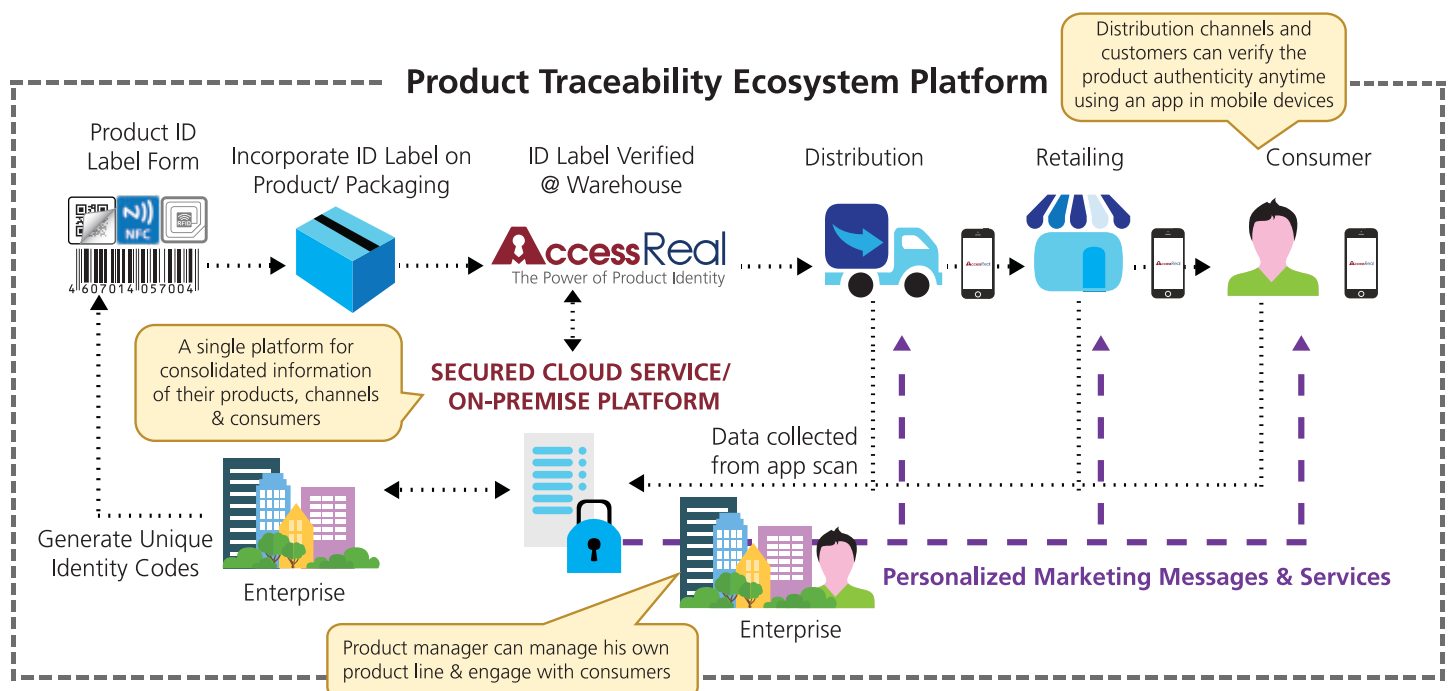 Product Traceability Ecosystem Platform
Distribution channels and
customers can verify the
product authenticity anytime
using an app in mobile devices
Product ID
Label Form
Incorporate ID Label on
Product/ Packaging
ID Label Verified
@ Warehouse
Distribution
Retailing
Consumer
NFC
RFID
4 607014 057004
AccessReal
The Power of Product Identity
AccessReal
AccessReal
AccessReal
A single platform for
consolidated information
of their products, channels
& consumers
SECURED CLOUD SERVICE/
ON-PREMISE PLATFORM
Data collected
from app scan
Generate Unique
Identity Codes
Enterprise
Personalized Marketing Messages & Services
Enterprise
Product manager can manage his own
product line & engage with consumers